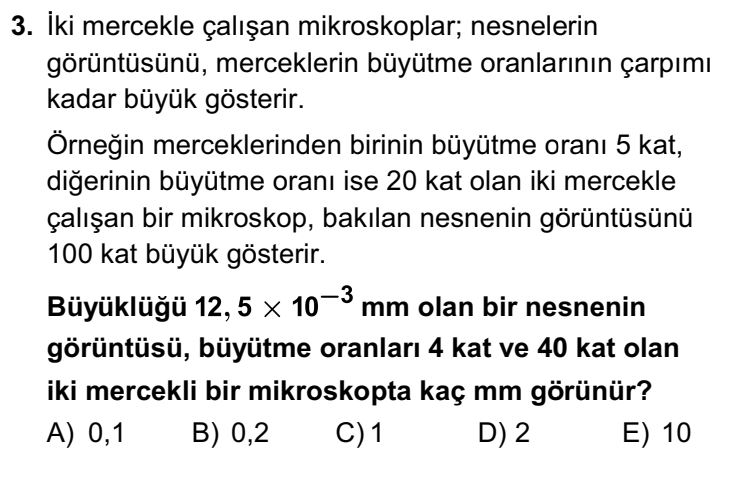 3. İki mercekle çalışan mikroskoplar; nesnelerin
görüntüsünü, merceklerin büyütme oranlarının çarpımı
kadar büyük gösterir.
Örneğin merceklerinden birinin büyütme oranı 5 kat,
diğerinin büyütme oranı ise 20 kat olan iki mercekle
çalışan bir mikroskop, bakılan nesnenin görüntüsünü
100 kat büyük gösterir.
Büyüklüğü 12, 5 × 10⁻³ mm olan bir nesnenin
görüntüsü, büyütme oranları 4 kat ve 40 kat olan
iki mercekli bir mikroskopta kaç mm görünür?
A) 0,1 B) 0,2 C) 1 D) 2 E) 10